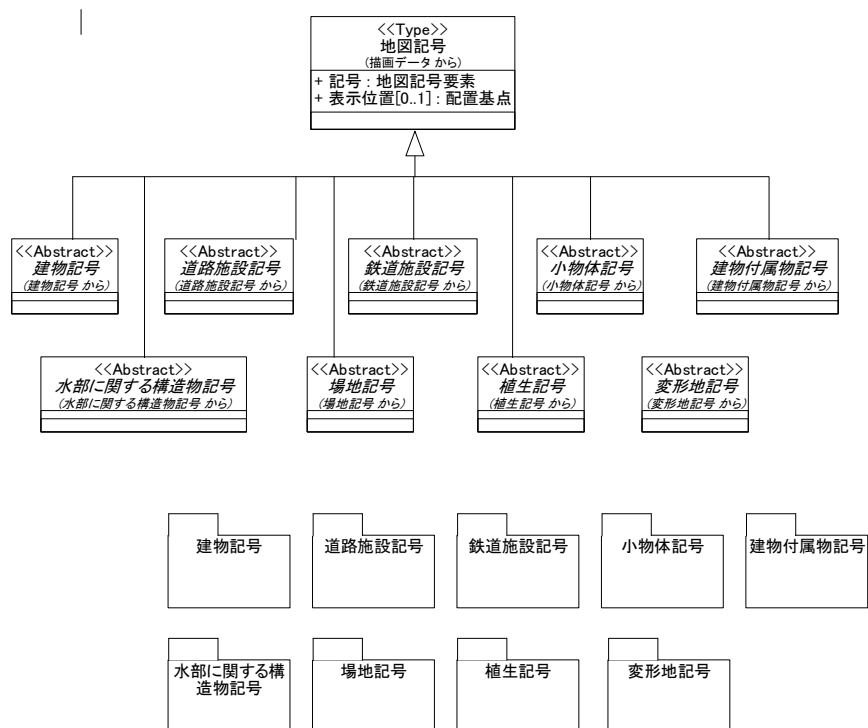 <<Type>>
地図記号
(描画データ から)
+ 記号 : 地図記号要素
+ 表示位置[0..1] : 配置基点
<<Abstract>>
建物記号
(建物記号 から)
<<Abstract>>
道路施設記号
(道路施設記号 から)
<<Abstract>>
鉄道施設記号
(鉄道施設記号 から)
<<Abstract>>
小物体記号
(小物体記号 から)
<<Abstract>>
建物付属物記号
(建物付属物記号 から)
<<Abstract>>
水部に関する構造物記号
(水部に関する構造物記号 から)
<<Abstract>>
場地記号
(場地記号 から)
<<Abstract>>
植生記号
(植生記号 から)
<<Abstract>>
変形地記号
(変形地記号 から)
建物記号
道路施設記号
鉄道施設記号
小物体記号
建物付属物記号
水部に関する構
造物記号
場地記号
植生記号
変形地記号